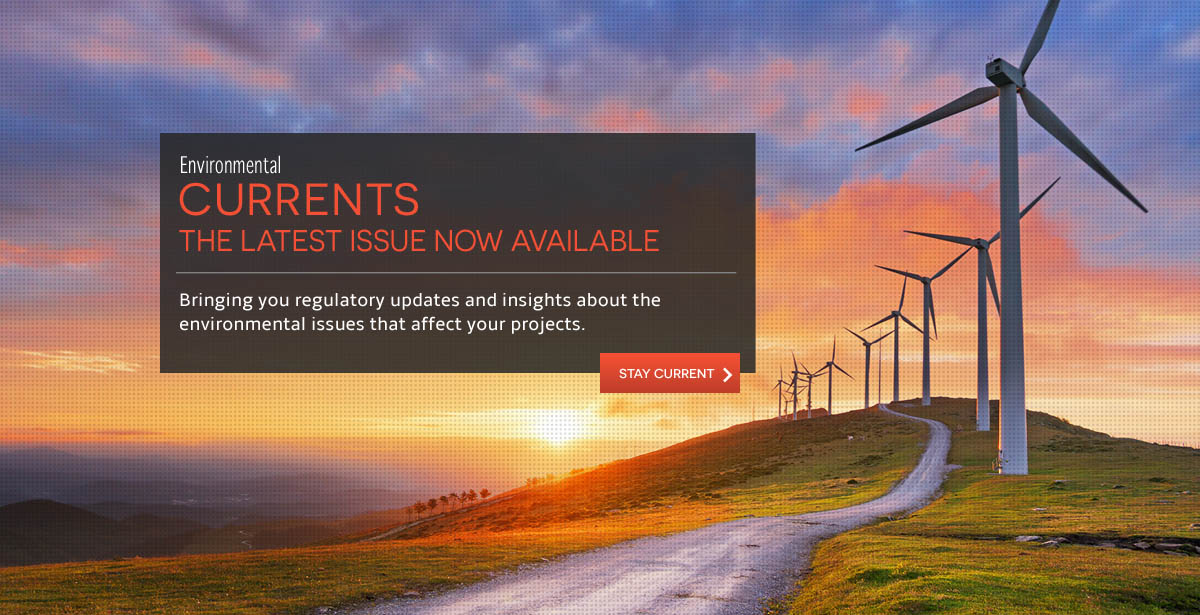 Environmental
CURRENTS
THE LATEST ISSUE NOW AVAILABLE
Bringing you regulatory updates and insights about the
environmental issues that affect your projects.
STAY CURRENT